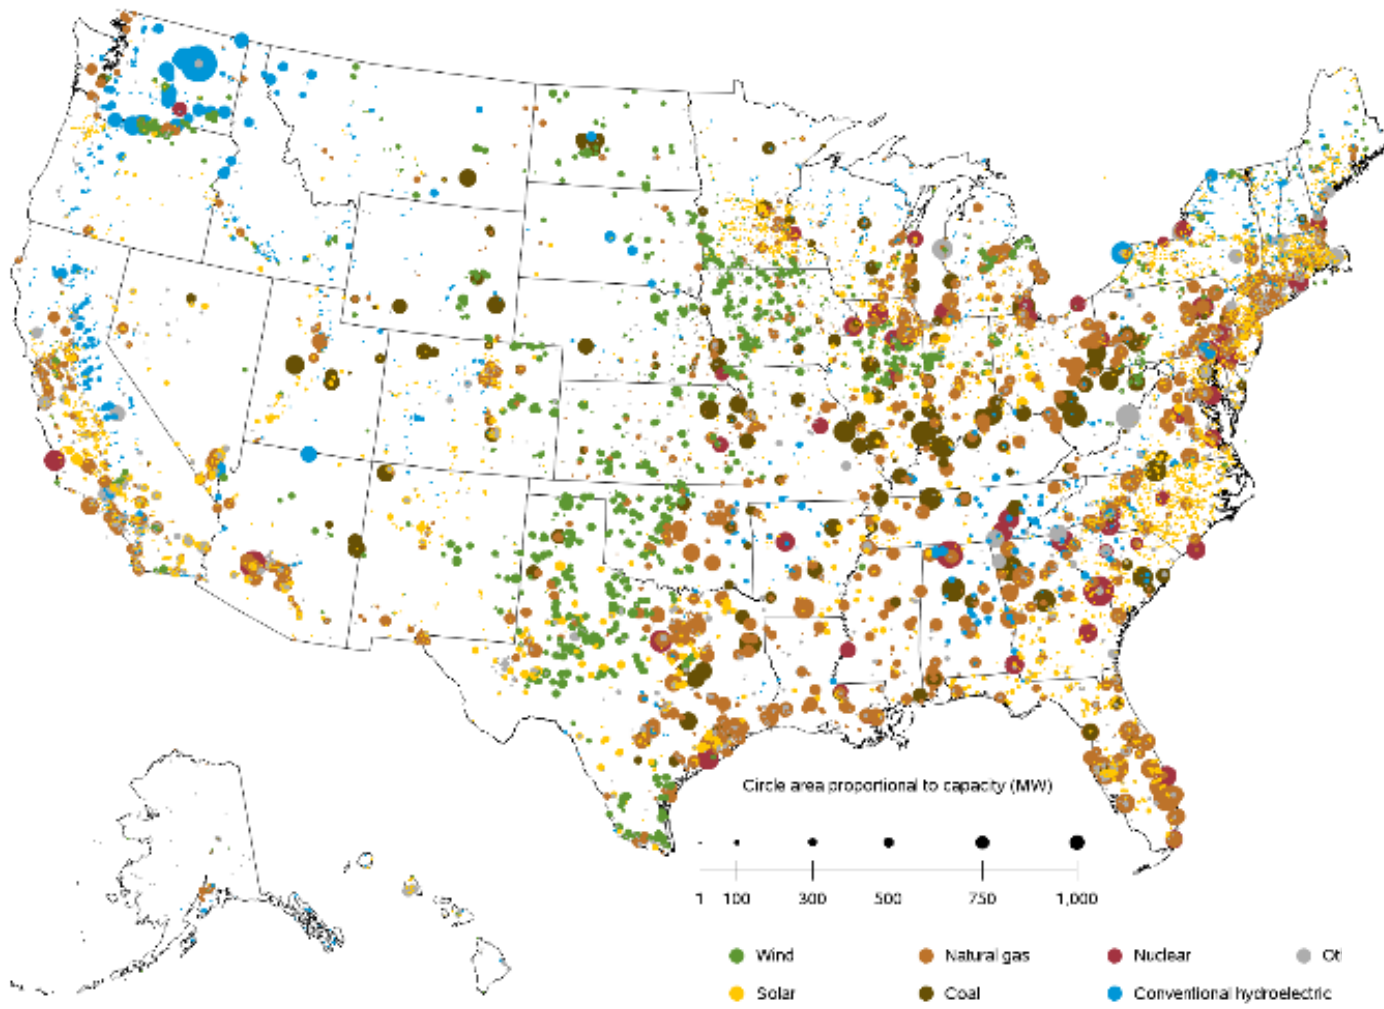 Circle area proportional to capacity (MW)
1 100 300 500 750 1,000
Wind Natural gas Nuclear Ot
Solar Coal Conventional hydroelectric